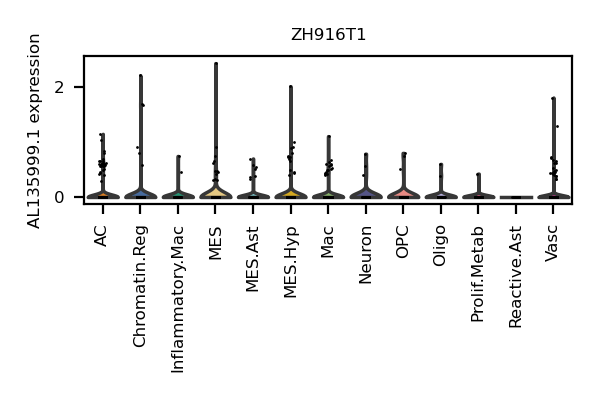 ZH916T1
AL135999.1 expression
2
0
AC
Chromatin.Reg
Inflammatory.Mac
MES
MES.Ast
MES.Hyp
Mac
Neuron
OPC
Oligo
Prolif.Metab
Reactive.Ast
Vasc